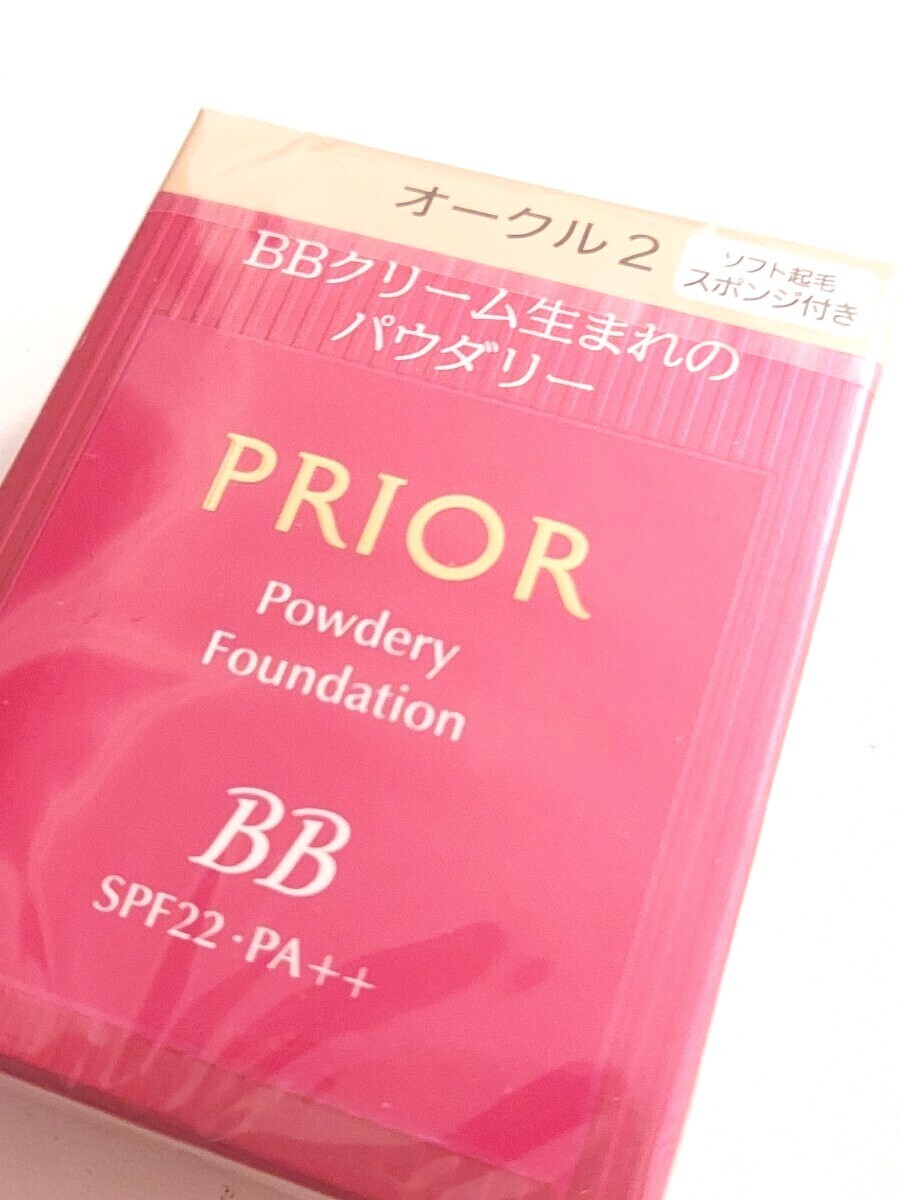 オークル2
ソフト起毛
スポンジ付き
BBクリーム生まれの
パウダリー
PRIOR
Powdery
Foundation
BB
SPF22・PA++